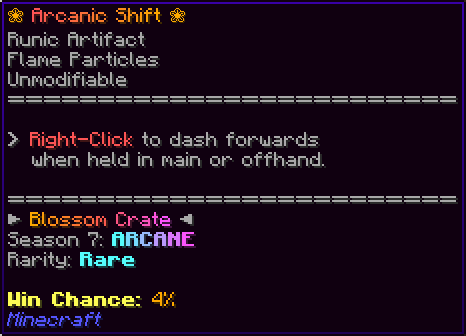 ❀ Arcanic Shift ❀
Runic Artifact
Flame Particles
Unmodifiable
================================
> Right-Click to dash forwards
when held in main or offhand.
================================
► Blossom Crate ◄
Season 7: ARCANE
Rarity: Rare
Win Chance: 4%
Minecraft